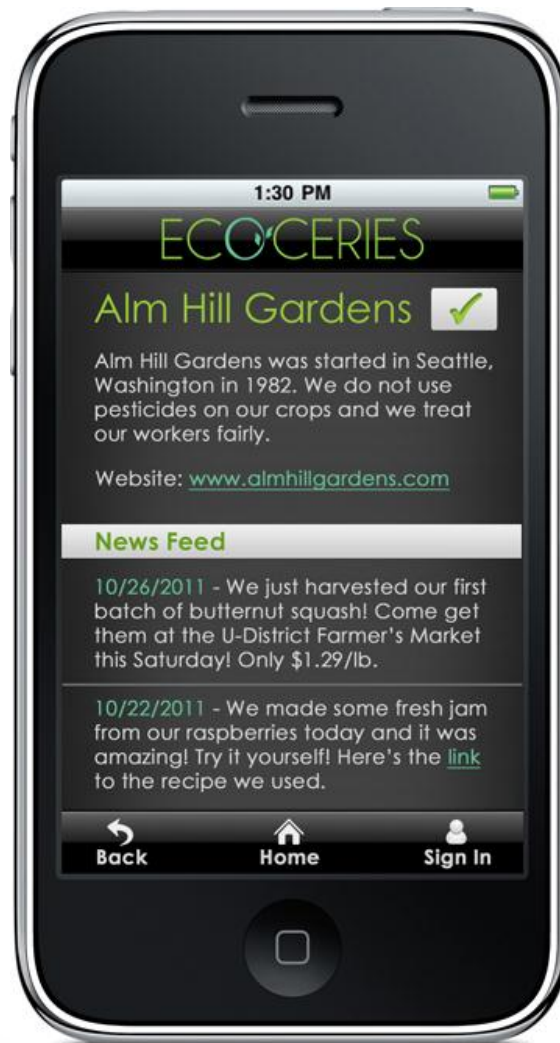 1:30 PM
ECOCERIES
Alm Hill Gardens
Alm Hill Gardens was started in Seattle,
Washington in 1982. We do not use
pesticides on our crops and we treat
our workers fairly.
Website: www.almhillgardens.com
News Feed
10/26/2011 - We just harvested our first
batch of butternut squash! Come get
them at the U-District Farmer's Market
this Saturday! Only $1.29/lb.
10/22/2011 - We made some fresh jam
from our raspberries today and it was
amazing! Try it yourself! Here's the link
to the recipe we used.
Back Home Sign In